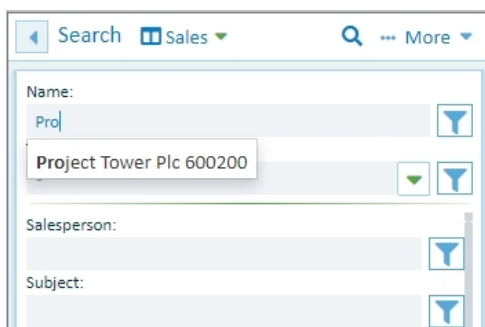 Search Sales More
Name:
Pro
Project Tower Plc 600200
Salesperson:
Subject: